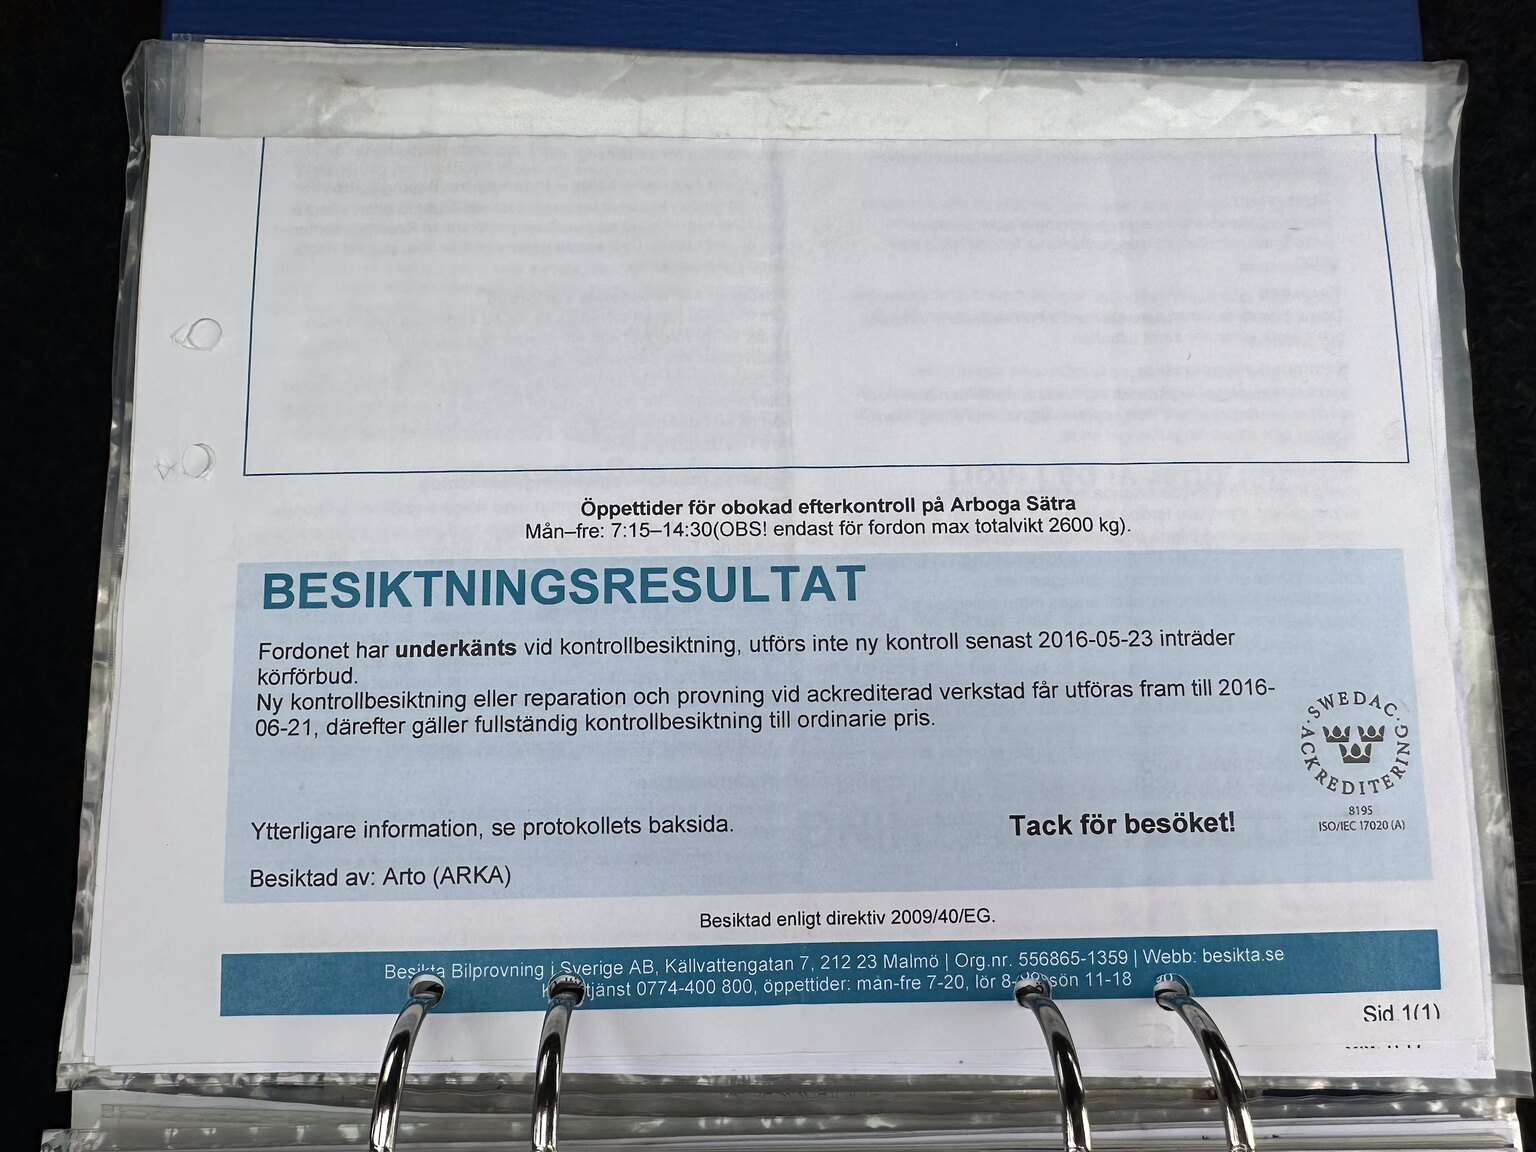 Öppettider för obokad efterkontroll på Arboga Sätra
Mån–fre: 7:15–14:30(OBS! endast för fordon max totalvikt 2600 kg).
BESIKTNINGSRESULTAT
Fordonet har underkänts vid kontrollbesiktning, utförs inte ny kontroll senast 2016-05-23 inträder
körförbud.
Ny kontrollbesiktning eller reparation och provning vid ackrediterad verkstad får utföras fram till 2016-
06-21, därefter gäller fullständig kontrollbesiktning till ordinarie pris.
SWEDAC
ACKREDITERING
8195
ISO/IEC 17020 (A)
Ytterligare information, se protokollets baksida.
Tack för besöket!
Besiktad av: Arto (ARKA)
Besiktad enligt direktiv 2009/40/EG.
Besikta Bilprovning i Sverige AB, Källvattengatan 7, 212 23 Malmö | Org.nr. 556865-1359 | Webb: besikta.se
0774-400 800, öppettider: mån-fre 7-20, lör sön 11-18
Sid 1(1)